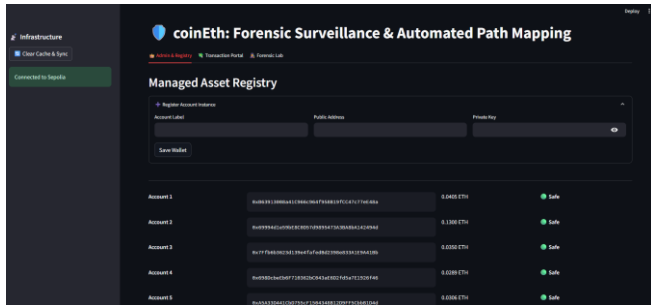 Deploy
Infrastructure
Clear Cache & Sync
Connected to Sepolia
coinEth: Forensic Surveillance & Automated Path Mapping
Admin & Registry Transaction Portal Forensic Lab
Managed Asset Registry
Register Account Instance
Account Label Public Address Private Key
Save Wallet
Account 1 0.0405 ETH Safe
Account 2 0.1300 ETH Safe
Account 3 0.0350 ETH Safe
Account 4 0.0289 ETH Safe
Account 5 0.0306 ETH Safe